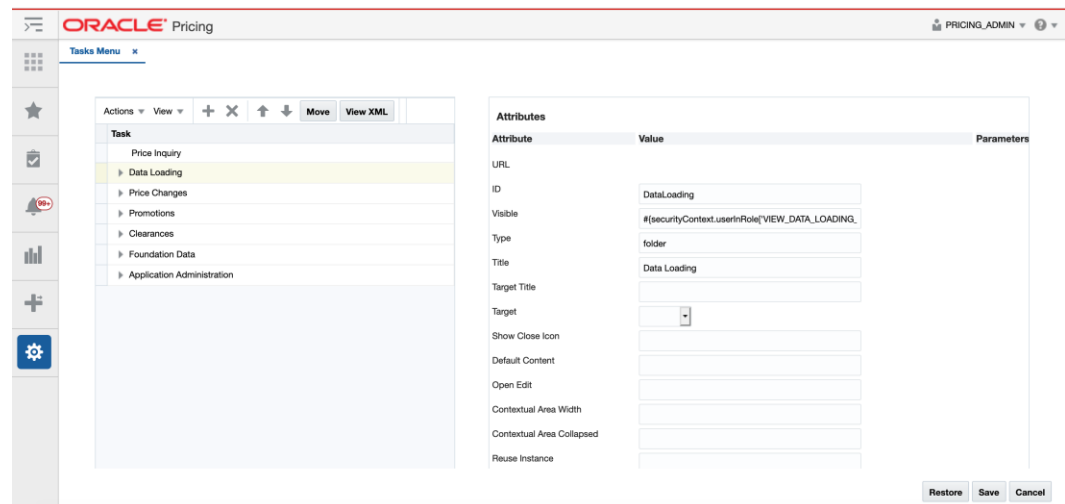 ORACLE® Pricing
PRICING_ADMIN
?
Tasks Menu ×
99+
Actions View Move View XML
Task
Price Inquiry
Data Loading
Price Changes
Promotions
Clearances
Foundation Data
Application Administration
Attributes
Attribute Value Parameters
URL
ID DataLoading
Visible #{securityContext.userInRole['VIEW_DATA_LOADING_
Type folder
Title Data Loading
Target Title
Target
Show Close Icon
Default Content
Open Edit
Contextual Area Width
Contextual Area Collapsed
Reuse Instance
Restore Save Cancel